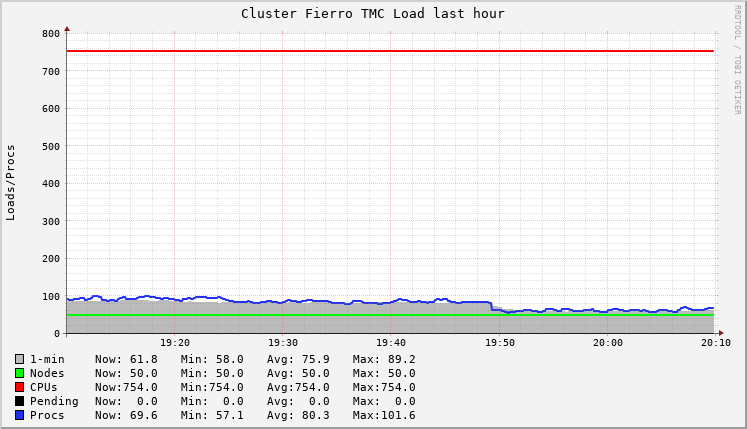 Cluster Fierro TMC Load last hour
RRDTOOL / TOBI OETIKER
Loads/Procs
800
700
600
500
400
300
200
100
0
19:20 19:30 19:40 19:50 20:00 20:10
1-min Now: 61.8 Min: 58.0 Avg: 75.9 Max: 89.2
Nodes Now: 50.0 Min: 50.0 Avg: 50.0 Max: 50.0
CPUs Now:754.0 Min:754.0 Avg:754.0 Max:754.0
Pending Now: 0.0 Min: 0.0 Avg: 0.0 Max: 0.0
Procs Now: 69.6 Min: 57.1 Avg: 80.3 Max:101.6